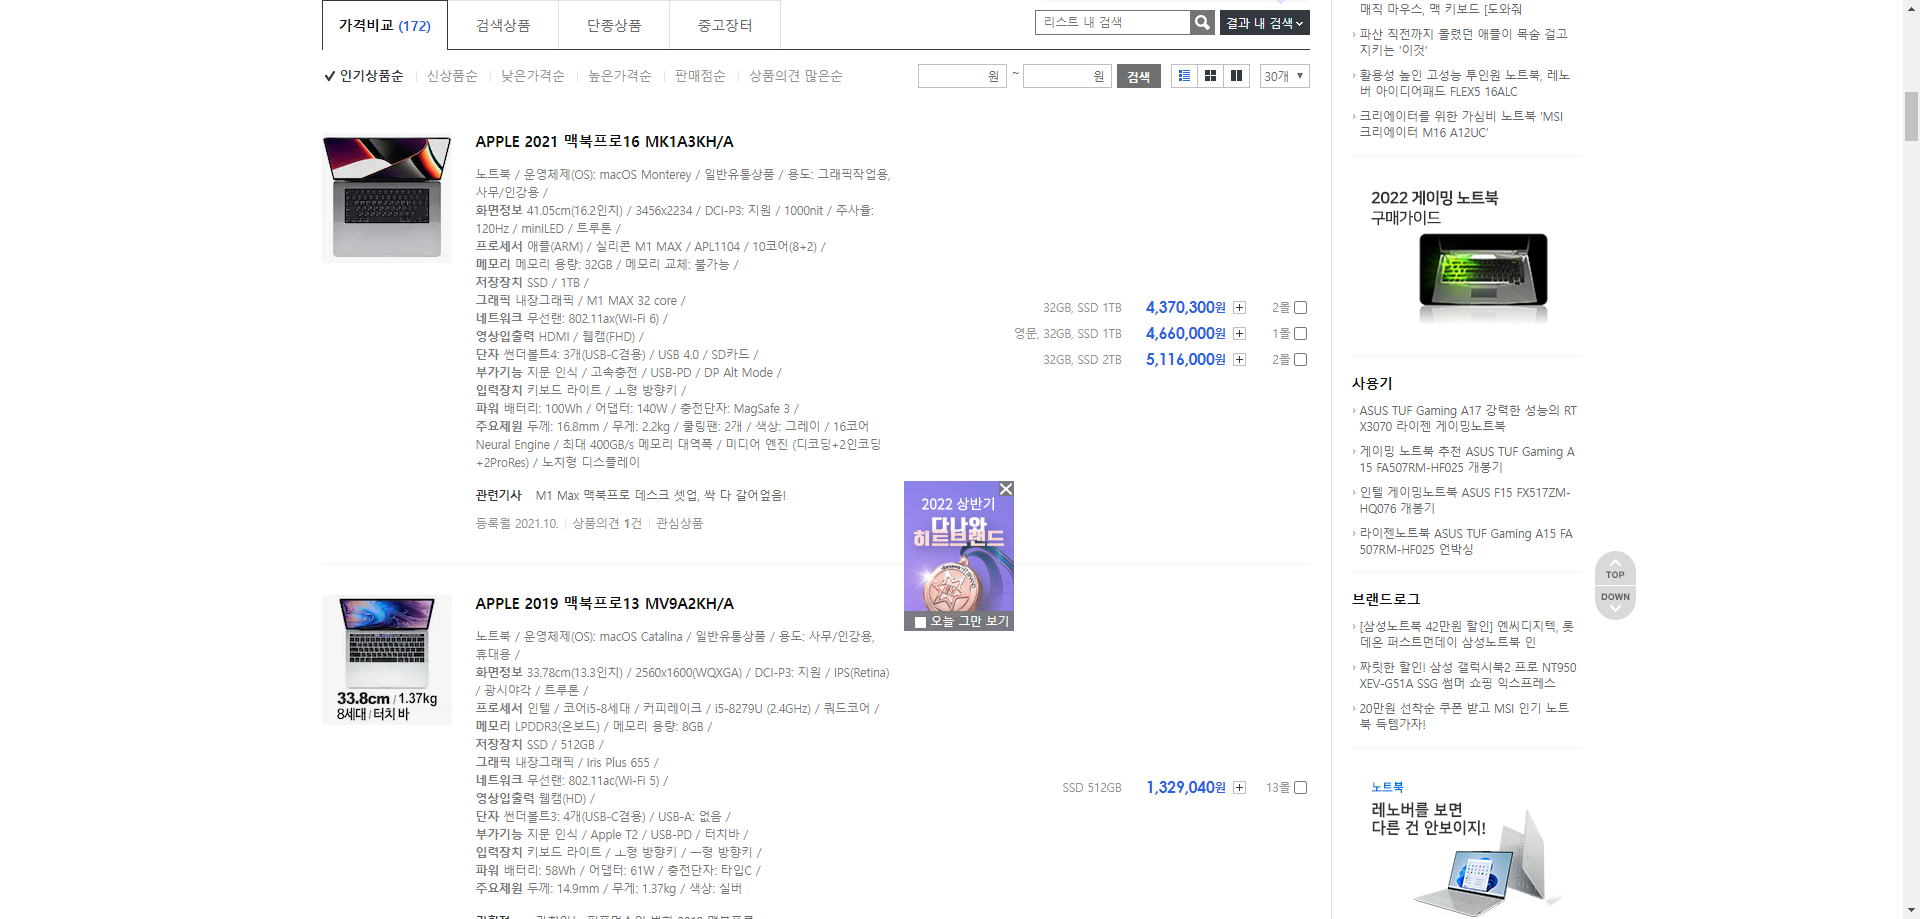 가격비교 (172)
검색상품
단종상품
중고장터
리스트 내 검색
결과 내 검색
인기상품순
신상품순
낮은가격순
높은가격순
판매점순
상품의견 많은순
원 ~ 원
검색
30개
APPLE 2021 맥북프로16 MK1A3KH/A
노트북 / 운영체제(OS): macOS Monterey / 일반유통상품 / 용도: 그래픽작업용,
사무/인강용 /
화면정보 41.05cm(16.2인치) / 3456x2234 / DCI-P3: 지원 / 1000nit / 주사율:
120Hz / miniLED / 트루톤 /
프로세서 애플(ARM) / 실리콘 M1 MAX / APL1104 / 10코어(8+2) /
메모리 메모리 용량: 32GB / 메모리 교체: 불가능 /
저장장치 SSD / 1TB /
그래픽 내장그래픽 / M1 MAX 32 core /
네트워크 무선랜: 802.11ax(Wi-Fi 6) /
영상입출력 HDMI / 웹캠(FHD) /
단자 썬더볼트4: 3개(USB-C겸용) / USB 4.0 / SD카드 /
부가기능 지문 인식 / 고속충전 / USB-PD / DP Alt Mode /
입력장치 키보드 라이트 / ㅗ형 방향키 /
파워 배터리: 100Wh / 어댑터: 140W / 충전단자: MagSafe 3 /
주요제원 두께: 16.8mm / 무게: 2.2kg / 쿨링팬: 2개 / 색상: 그레이 / 16코어
Neural Engine / 최대 400GB/s 메모리 대역폭 / 미디어 엔진 (디코딩+2인코딩
+2ProRes) / 노치형 디스플레이
관련기사 M1 Max 맥북프로 데스크 셋업, 싹 다 갈어엎음!
등록월 2021.10. 상품의견 1건 관심상품
32GB, SSD 1TB 4,370,300원 2몰
영문, 32GB, SSD 1TB 4,660,000원 1몰
32GB, SSD 2TB 5,116,000원 2몰
2022 상반기
다나와
히트브랜드
오늘 그만 보기
APPLE 2019 맥북프로13 MV9A2KH/A
33.8cm / 1.37kg
8세대 / 터치 바
노트북 / 운영체제(OS): macOS Catalina / 일반유통상품 / 용도: 사무/인강용,
휴대용 /
화면정보 33.78cm(13.3인치) / 2560x1600(WQXGA) / DCI-P3: 지원 / IPS(Retina)
/ 광시야각 / 트루톤 /
프로세서 인텔 / 코어i5-8세대 / 커피레이크 / i5-8279U (2.4GHz) / 쿼드코어 /
메모리 LPDDR3(온보드) / 메모리 용량: 8GB /
저장장치 SSD / 512GB /
그래픽 내장그래픽 / Iris Plus 655 /
네트워크 무선랜: 802.11ac(Wi-Fi 5) /
영상입출력 웹캠(HD) /
단자 썬더볼트3: 4개(USB-C겸용) / USB-A: 없음 /
부가기능 지문 인식 / Apple T2 / USB-PD / 터치바 /
입력장치 키보드 라이트 / ㅗ형 방향키 / ㅡ형 방향키 /
파워 배터리: 58Wh / 어댑터: 61W / 충전단자: 타입C /
주요제원 두께: 14.9mm / 무게: 1.37kg / 색상: 실버
SSD 512GB 1,329,040원 13몰
매직 마우스, 맥 키보드 [도와줘
파산 직전까지 몰렸던 애플이 목숨 걸고
지키는 '이것'
활용성 높인 고성능 투인원 노트북, 레노
버 아이디어패드 FLEX5 16ALC
크리에이터를 위한 가심비 노트북 'MSI
크리에이터 M16 A12UC'
2022 게이밍 노트북
구매가이드
사용기
ASUS TUF Gaming A17 강력한 성능의 RT
X3070 라이젠 게이밍노트북
게이밍 노트북 추천 ASUS TUF Gaming A
15 FA507RM-HF025 개봉기
인텔 게이밍노트북 ASUS F15 FX517ZM-
HQ076 개봉기
라이젠노트북 ASUS TUF Gaming A15 FA
507RM-HF025 언박싱
브랜드로그
[삼성노트북 42만원 할인] 엔씨디지텍, 롯
데온 퍼스트먼데이 삼성노트북 인
짜릿한 할인! 삼성 갤럭시북2 프로 NT950
XEV-G51A SSG 썸머 쇼핑 익스프레스
20만원 선착순 쿠폰 받고 MSI 인기 노트
북 득템가자!
노트북
레노버를 보면
다른 건 안보이지!
TOP
DOWN